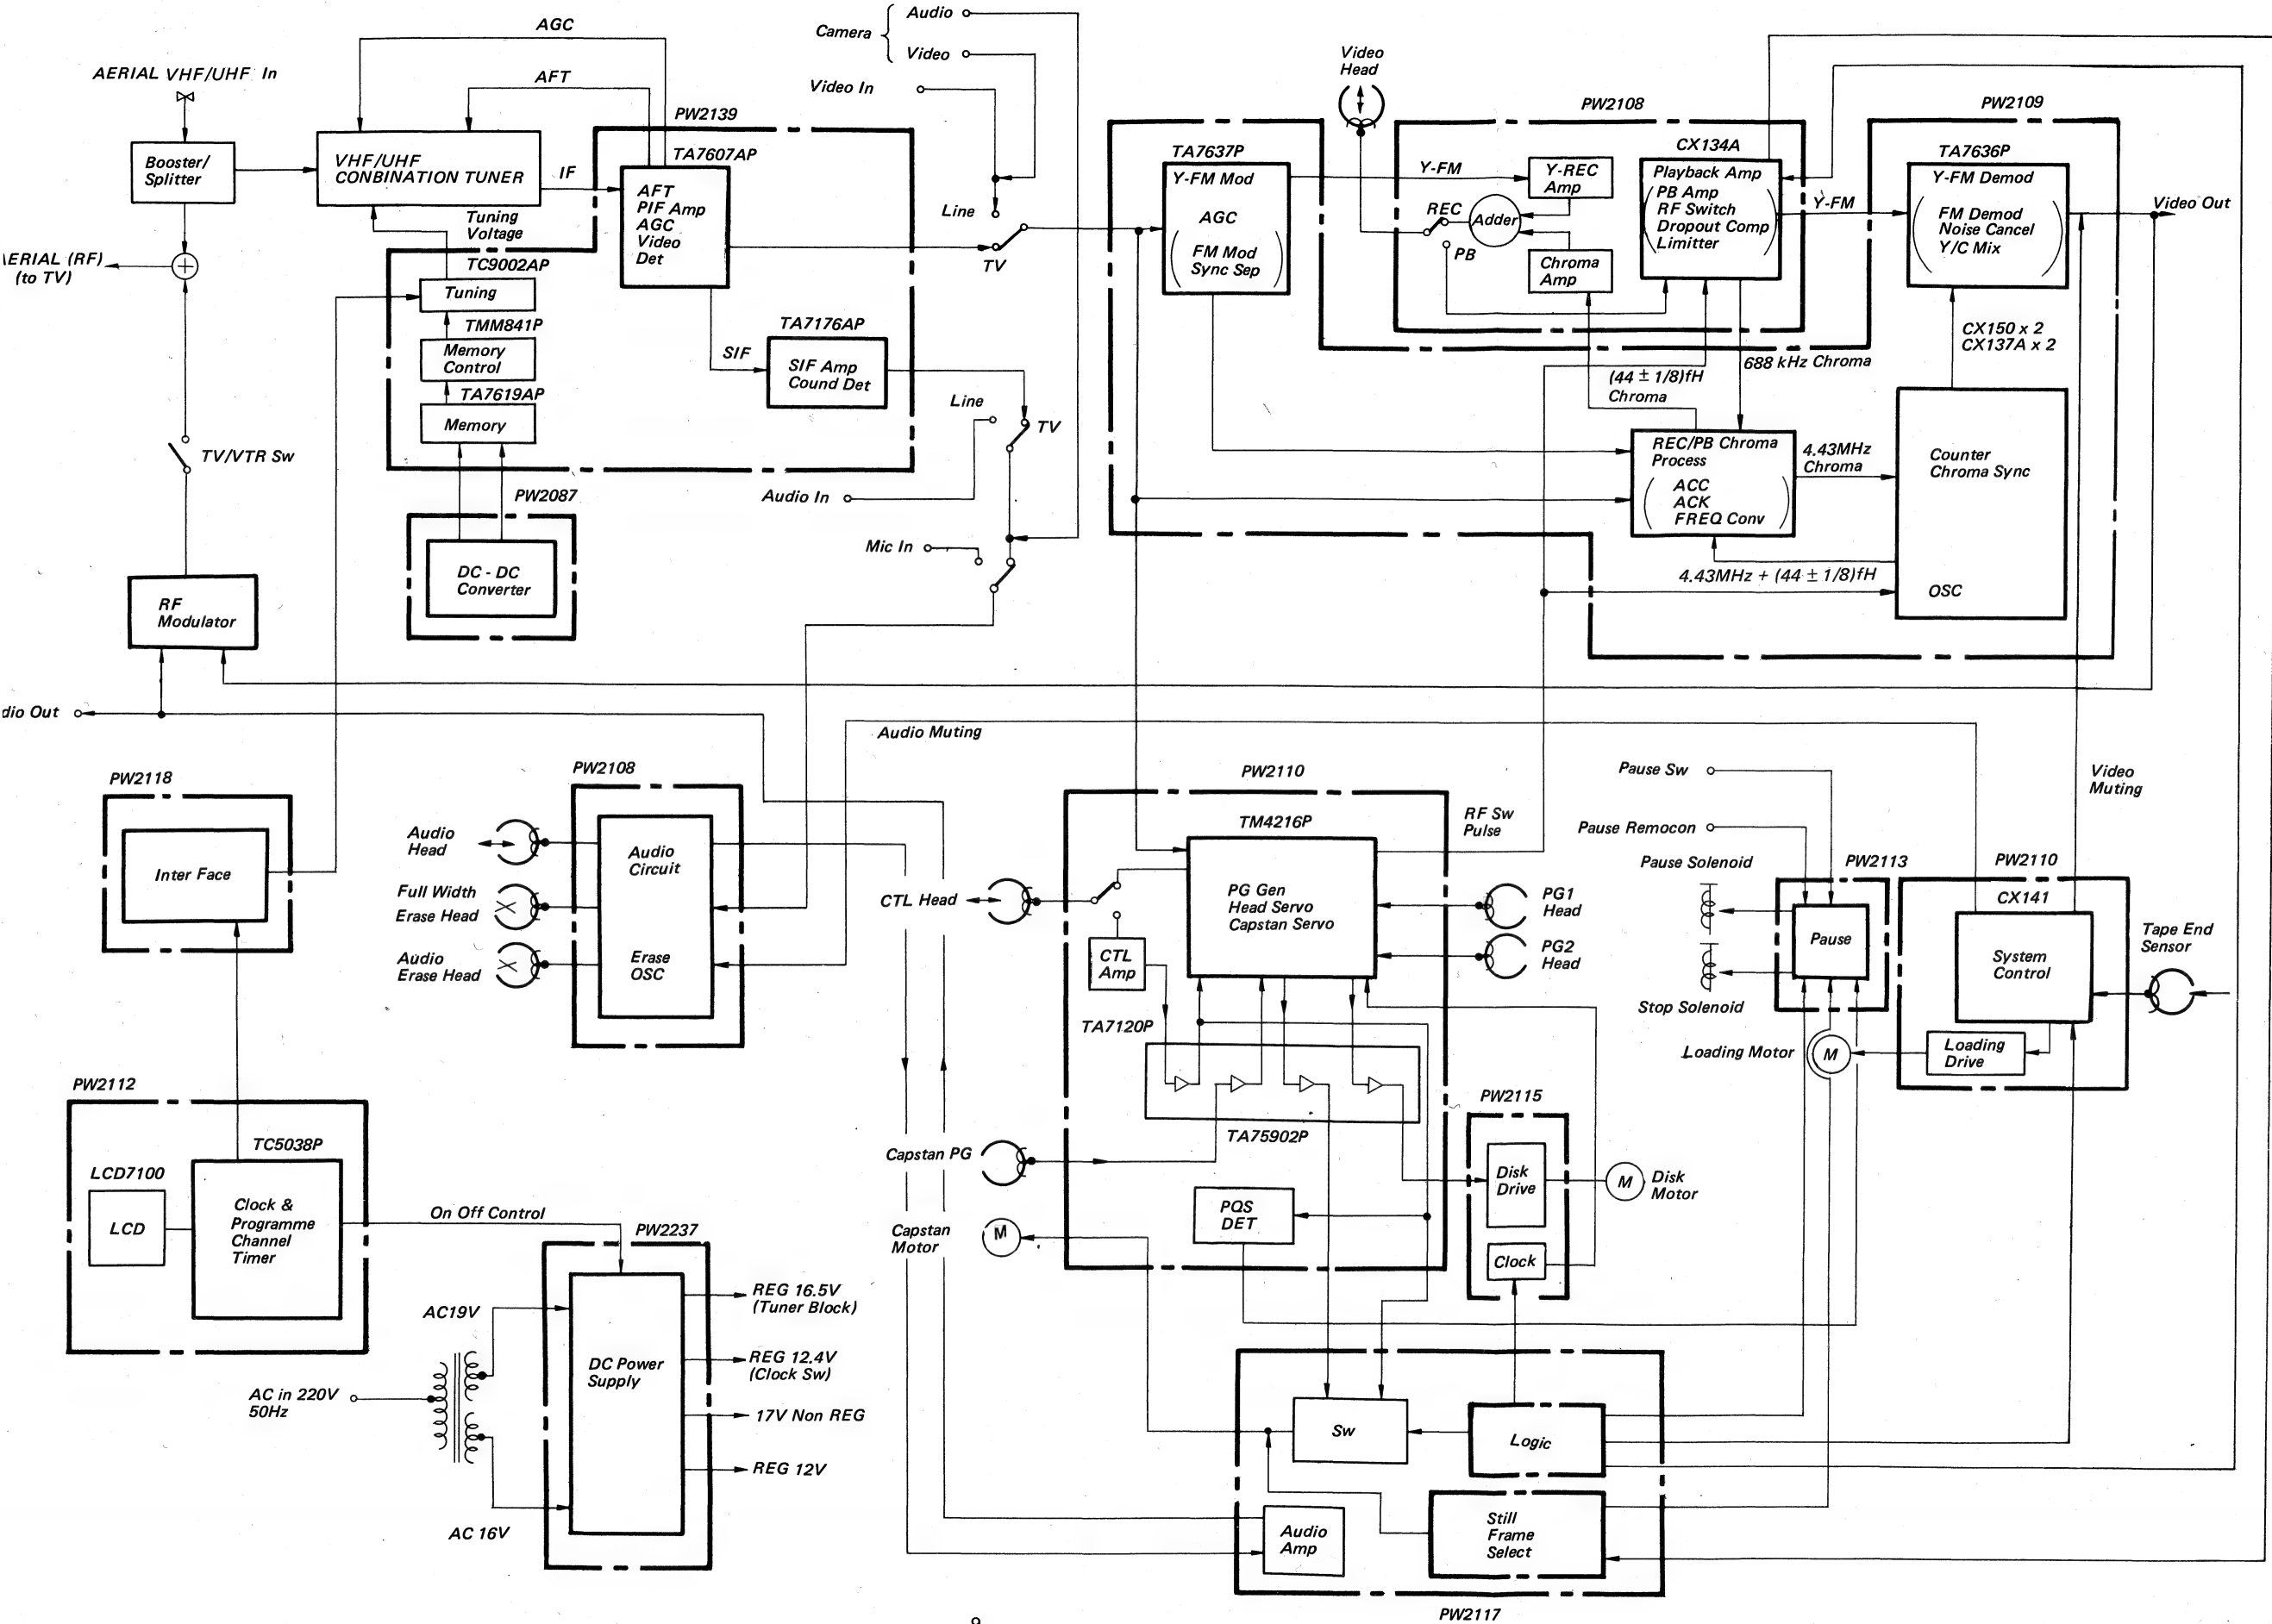 AGC
AFT
AERIAL VHF/UHF In
Booster/
Splitter
VHF/UHF
CONBINATION TUNER
IF
Tuning
Voltage
AERIAL (RF)
(to TV)
TV/VTR Sw
RF
Modulator
dio Out
PW2139
TA7607AP
AFT
PIF Amp
AGC
Video
Det
TC9002AP
Tuning
TMM841P
Memory
Control
TA7619AP
Memory
SIF
TA7176AP
SIF Amp
Cound Det
PW2087
DC - DC
Converter
Camera
Audio
Video
Video In
Line
TV
Line
TV
Audio In
Mic In
Video
Head
TA7637P
Y-FM Mod
AGC
FM Mod
Sync Sep
PW2108
Y-FM
Y-REC
Amp
REC
Adder
PB
Chroma
Amp
CX134A
Playback Amp
PB Amp
RF Switch
Dropout Comp
Limitter
Y-FM
PW2109
TA7636P
Y-FM Demod
FM Demod
Noise Cancel
Y/C Mix
Video Out
CX150 x 2
CX137A x 2
688 kHz Chroma
(44 ± 1/8)fH
Chroma
REC/PB Chroma
Process
ACC
ACK
FREQ Conv
4.43MHz
Chroma
Counter
Chroma Sync
OSC
4.43MHz + (44 ± 1/8)fH
Audio Muting
PW2118
Inter Face
PW2108
Audio
Head
Full Width
Erase Head
Audio
Erase Head
Audio
Circuit
Erase
OSC
PW2110
TM4216P
PG Gen
Head Servo
Capstan Servo
RF Sw
Pulse
CTL Head
CTL
Amp
TA7120P
TA75902P
PG1
Head
PG2
Head
Capstan PG
PQS
DET
Capstan
Motor
M
PW2115
Disk
Drive
Clock
M
Disk
Motor
Pause Sw
Pause Remocon
Pause Solenoid
Stop Solenoid
PW2113
Pause
Loading Motor
M
PW2110
CX141
System
Control
Loading
Drive
Video
Muting
Tape End
Sensor
PW2112
TC5038P
LCD7100
LCD
Clock &
Programme
Channel
Timer
On Off Control
PW2237
DC Power
Supply
AC19V
AC in 220V
50Hz
AC 16V
REG 16.5V
(Tuner Block)
REG 12.4V
(Clock Sw)
17V Non REG
REG 12V
Sw
Logic
Still
Frame
Select
Audio
Amp
PW2117